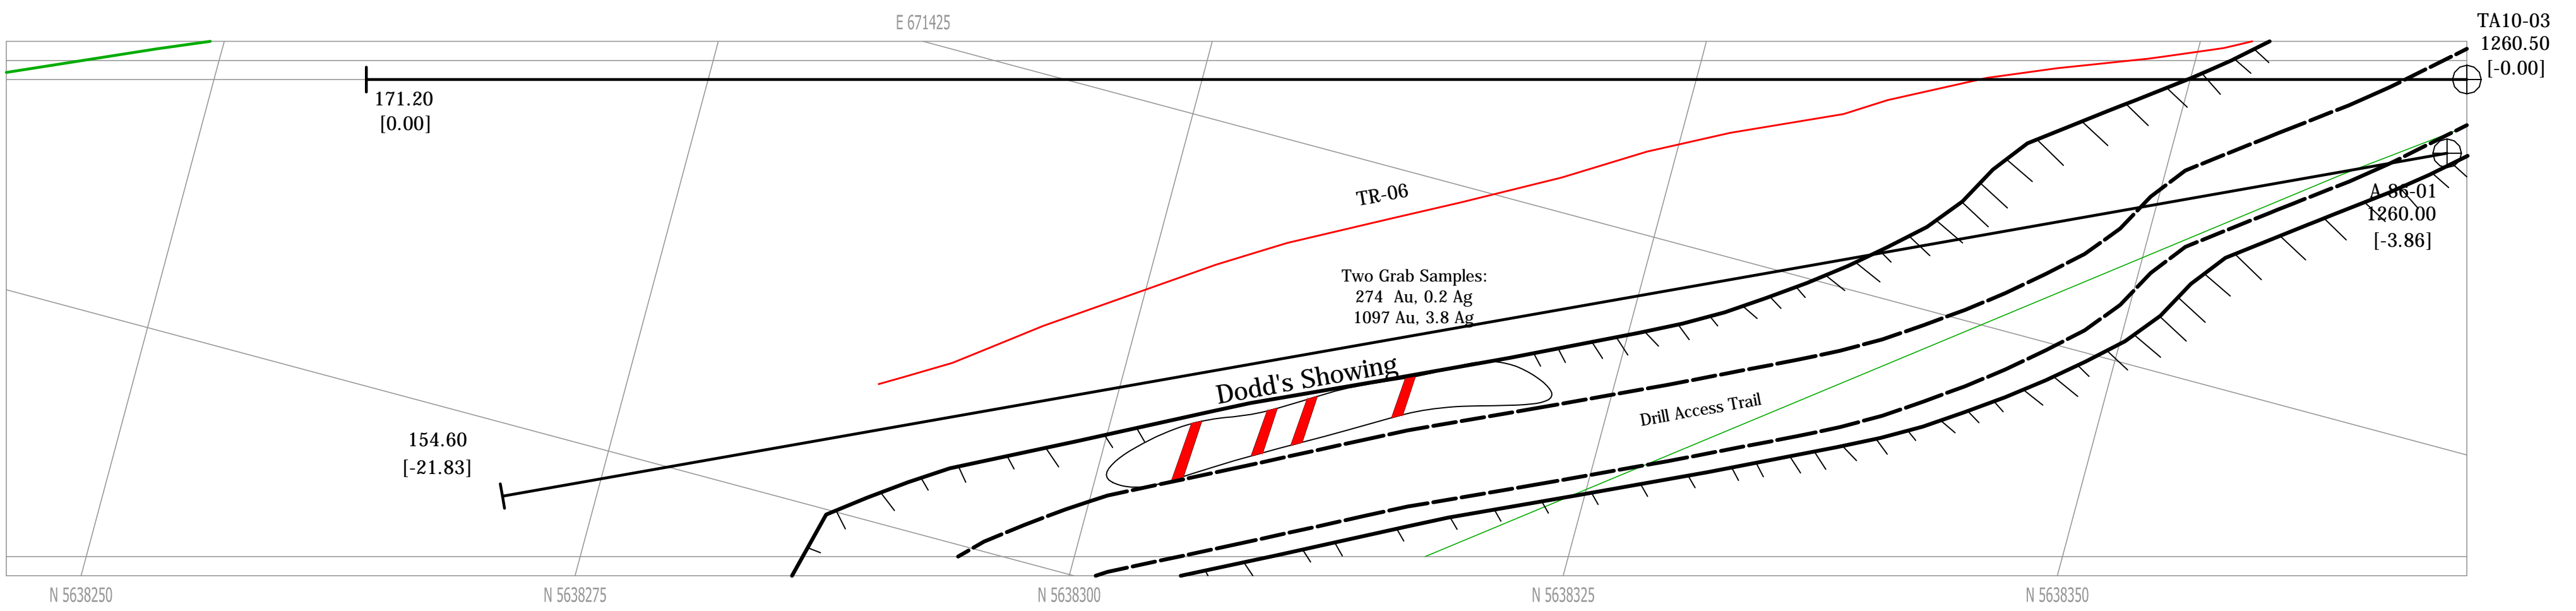 E 671425
TA10-03
1260.50
[-0.00]
171.20
[0.00]
TR-06
A 86-01
1260.00
[-3.86]
Two Grab Samples:
274 Au, 0.2 Ag
1097 Au, 3.8 Ag
Dodd's Showing
Drill Access Trail
154.60
[-21.83]
N 5638250
N 5638275
N 5638300
N 5638325
N 5638350